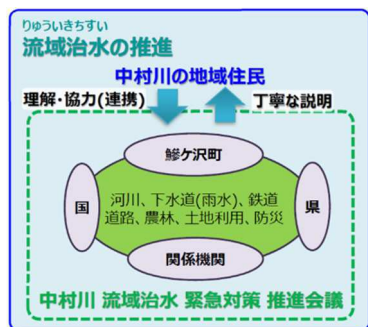 りゅういきちすい
流域治水の推進
中村川の地域住民
理解・協力(連携)
丁寧な説明
鰺ケ沢町
国
河川、下水道(雨水)、鉄道
道路、農林、土地利用、防災
県
関係機関
中村川 流域治水 緊急対策 推進会議